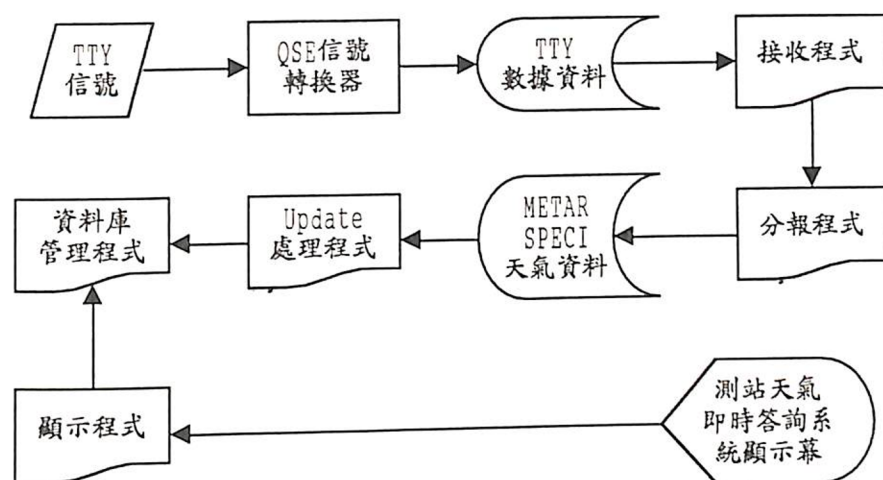 TTY
信號
QSE信號
轉換器
TTY
數據資料
接收程式
資料庫
管理程式
Update
處理程式
METAR
SPECI
天氣資料
分報程式
顯示程式
測站天氣
即時答詢系
統顯示幕